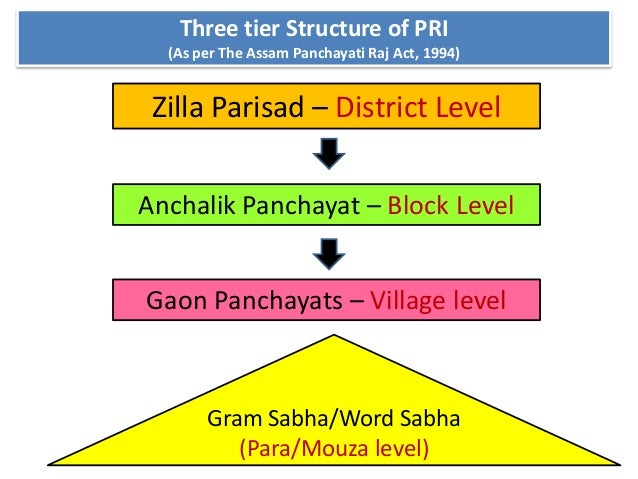 Three tier Structure of PRI
(As per The Assam Panchayati Raj Act, 1994)
Zilla Parisad – District Level
Anchalik Panchayat – Block Level
Gaon Panchayats – Village level
Gram Sabha/Word Sabha
(Para/Mouza level)